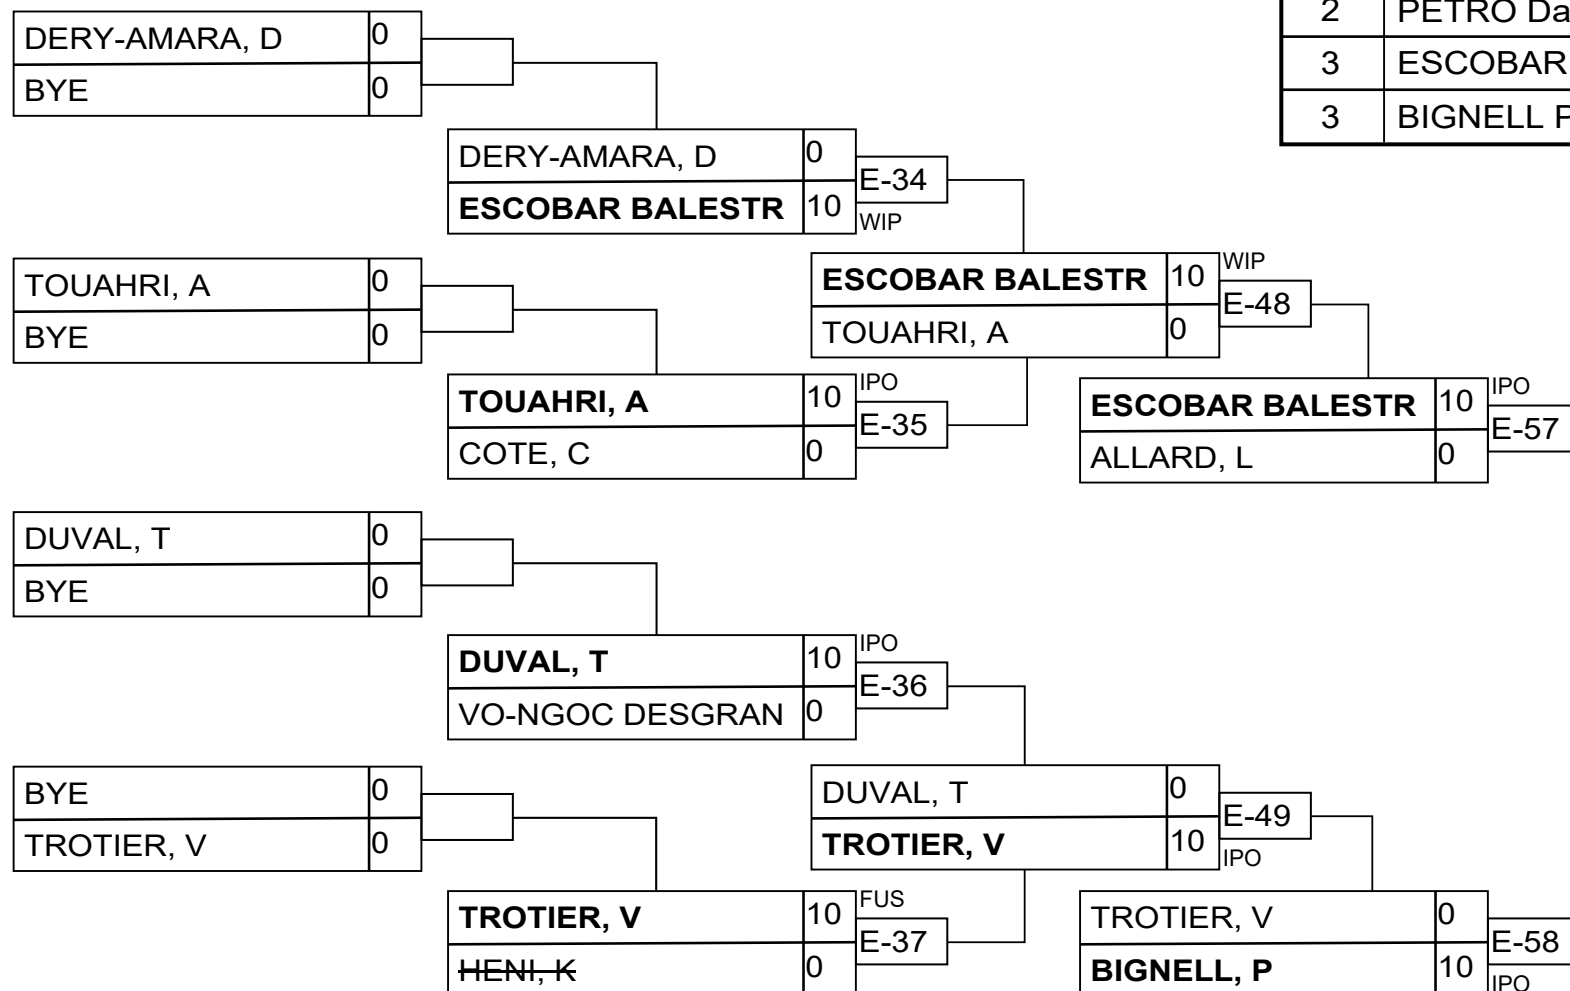 DERY-AMARA, D 0
BYE 0
2 PETRO Da
3 ESCOBAR
3 BIGNELL P
DERY-AMARA, D 0
ESCOBAR BALESTR 10
E-34
WIP
TOUAHRI, A 0
BYE 0
ESCOBAR BALESTR 10
TOUAHRI, A 0
WIP
E-48
TOUAHRI, A 10
COTE, C 0
IPO
E-35
ESCOBAR BALESTR 10
ALLARD, L 0
IPO
E-57
DUVAL, T 0
BYE 0
DUVAL, T 10
VO-NGOC DESGRAN 0
IPO
E-36
BYE 0
TROTIER, V 0
DUVAL, T 0
TROTIER, V 10
E-49
IPO
TROTIER, V 10
HENI, K 0
FUS
E-37
TROTIER, V 0
BIGNELL, P 10
E-58
IPO